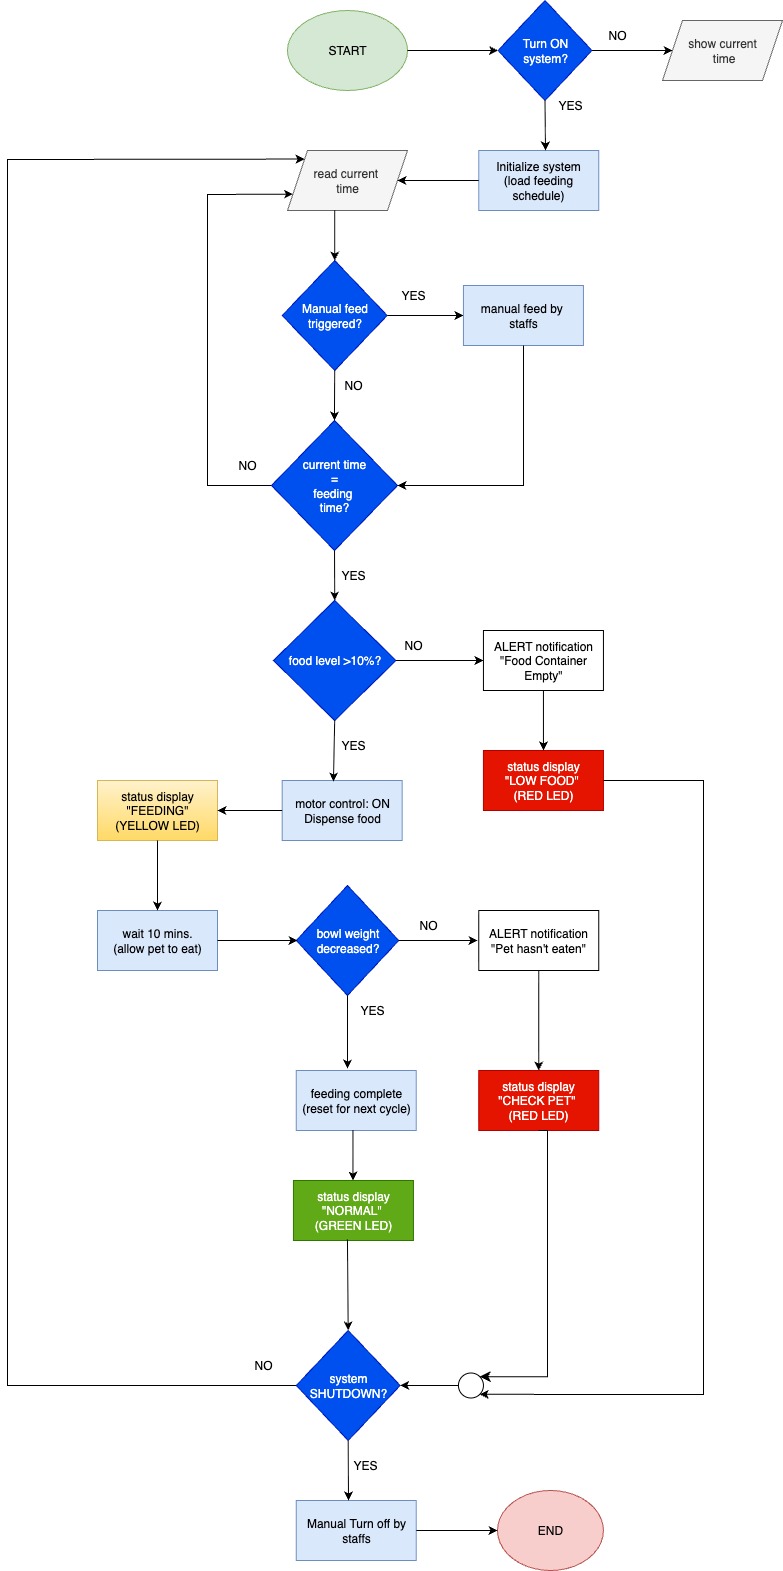 START
Turn ON
system?
NO
show current
time
YES
Initialize system
(load feeding
schedule)
read current
time
Manual feed
triggered?
YES
manual feed by
staffs
NO
current time
=
feeding
time?
NO
YES
food level >10%?
NO
ALERT notification
"Food Container
Empty"
YES
status display
"LOW FOOD"
(RED LED)
motor control: ON
Dispense food
status display
"FEEDING"
(YELLOW LED)
wait 10 mins.
(allow pet to eat)
bowl weight
decreased?
NO
ALERT notification
"Pet hasn't eaten"
YES
feeding complete
(reset for next cycle)
status display
"CHECK PET"
(RED LED)
status display
"NORMAL"
(GREEN LED)
system
SHUTDOWN?
NO
YES
Manual Turn off by
staffs
END